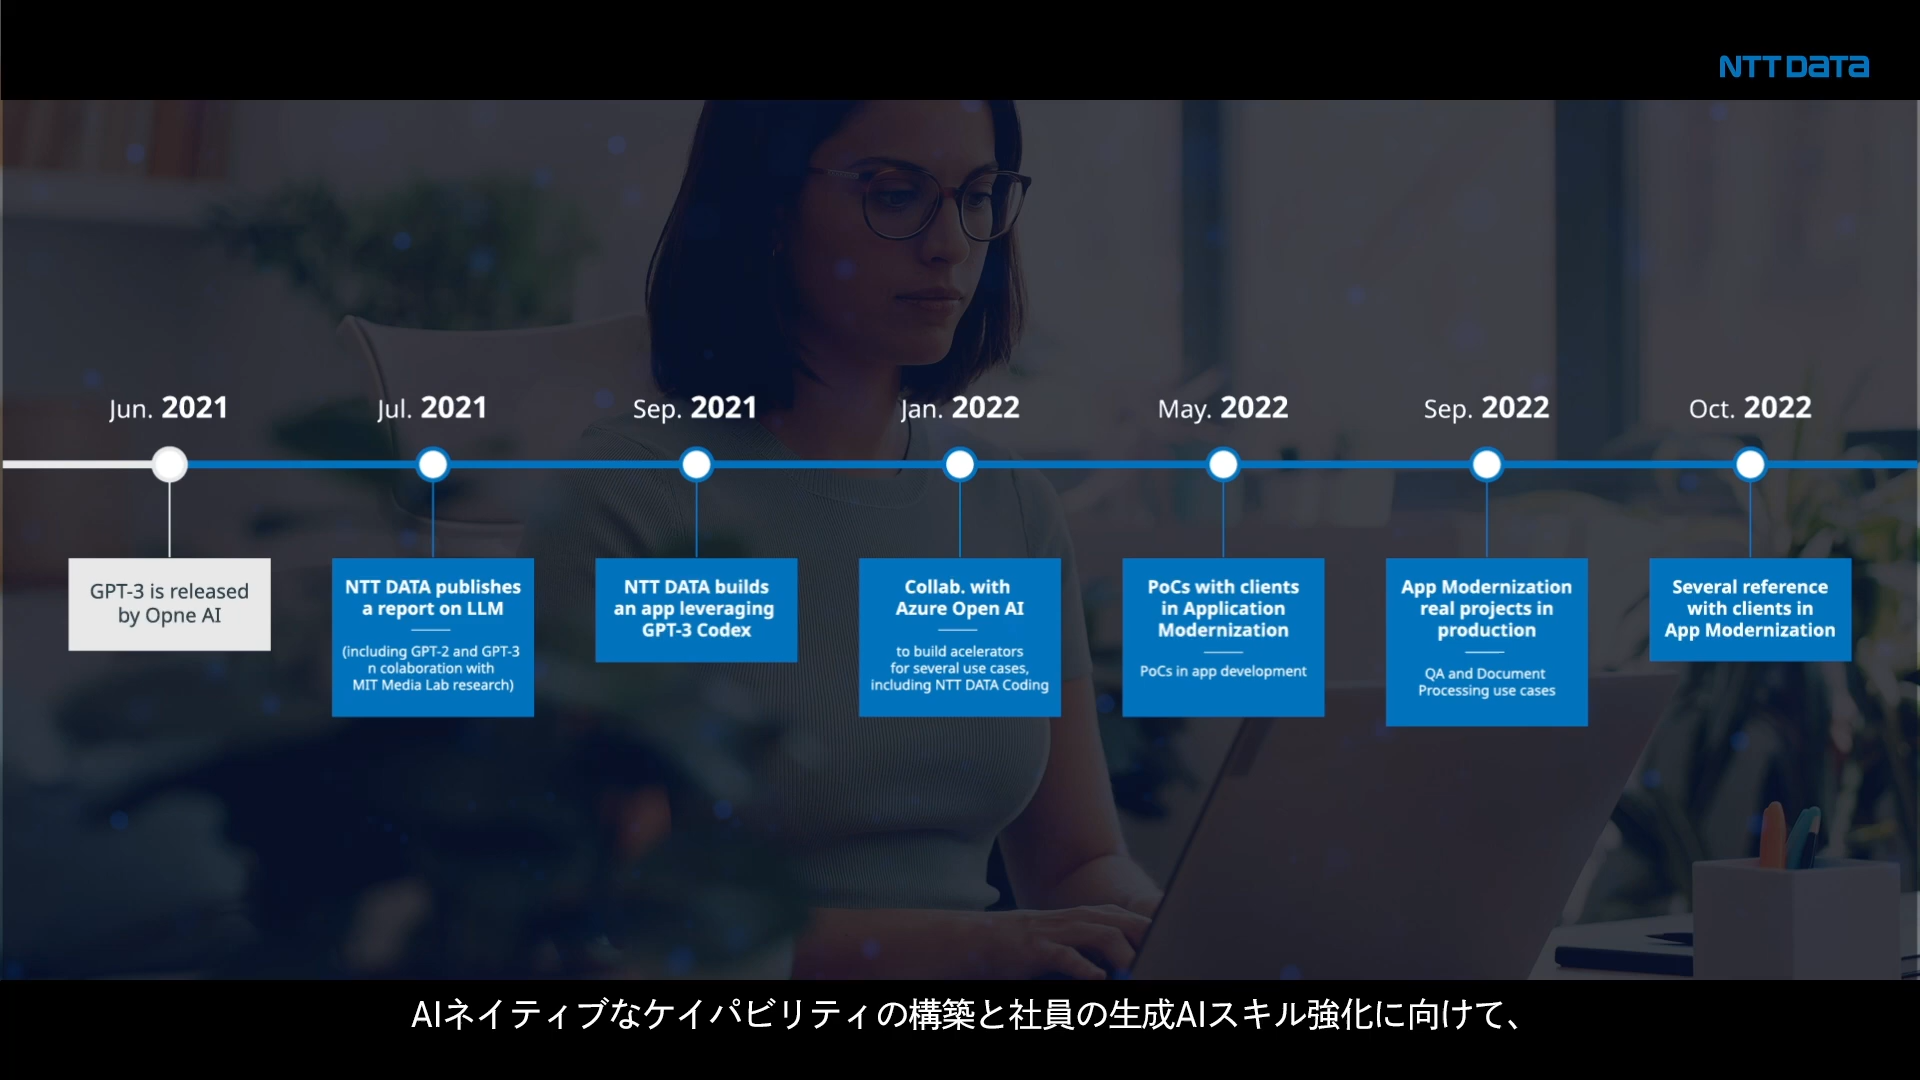 NTT DATA
Jun. 2021
Jul. 2021
Sep. 2021
Jan. 2022
May. 2022
Sep. 2022
Oct. 2022
GPT-3 is released
by Opne AI
NTT DATA publishes
a report on LLM
(including GPT-2 and GPT-3
n colaboration with
MIT Media Lab research)
NTT DATA builds
an app leveraging
GPT-3 Codex
Collab. with
Azure Open AI
to build acelerators
for several use cases,
including NTT DATA Coding
PoCs with clients
in Application
Modernization
PoCs in app development
App Modernization
real projects in
production
QA and Document
Processing use cases
Several reference
with clients in
App Modernization
AIネイティブなケイパビリティの構築と社員の生成AIスキル強化に向けて、